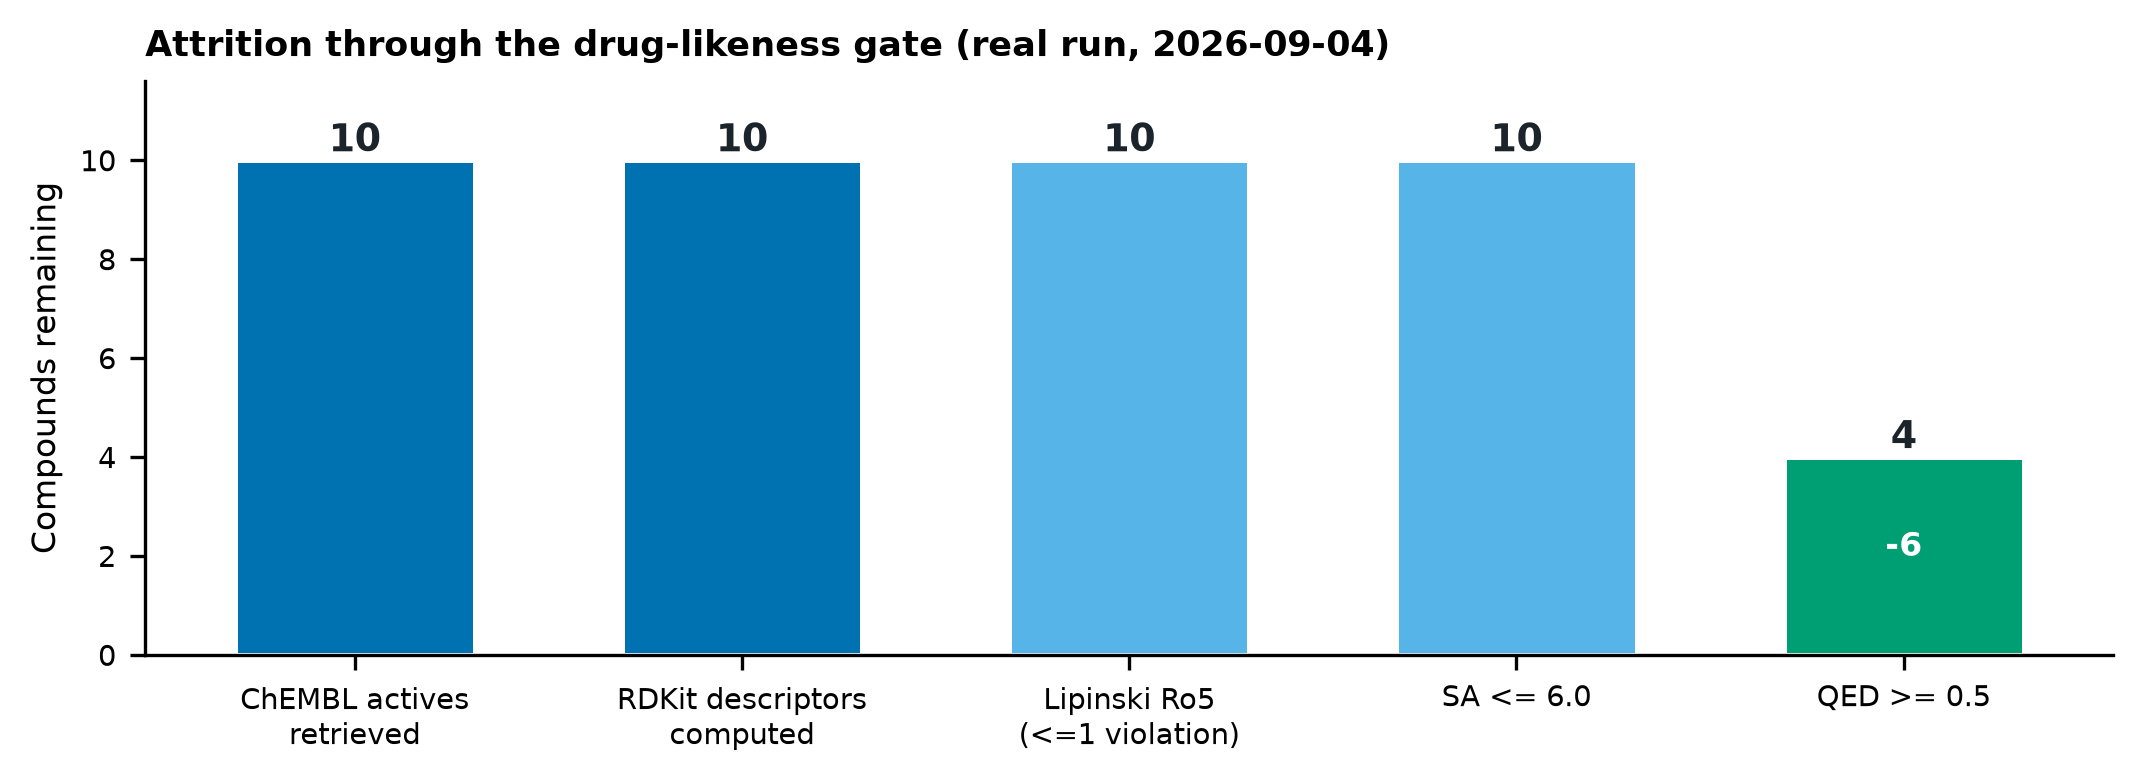 Attrition through the drug-likeness gate (real run, 2026-09-04)
Compounds remaining
10
8
6
4
2
0
10
10
10
10
4
-6
ChEMBL actives
retrieved
RDKit descriptors
computed
Lipinski Ro5
(<=1 violation)
SA <= 6.0
QED >= 0.5